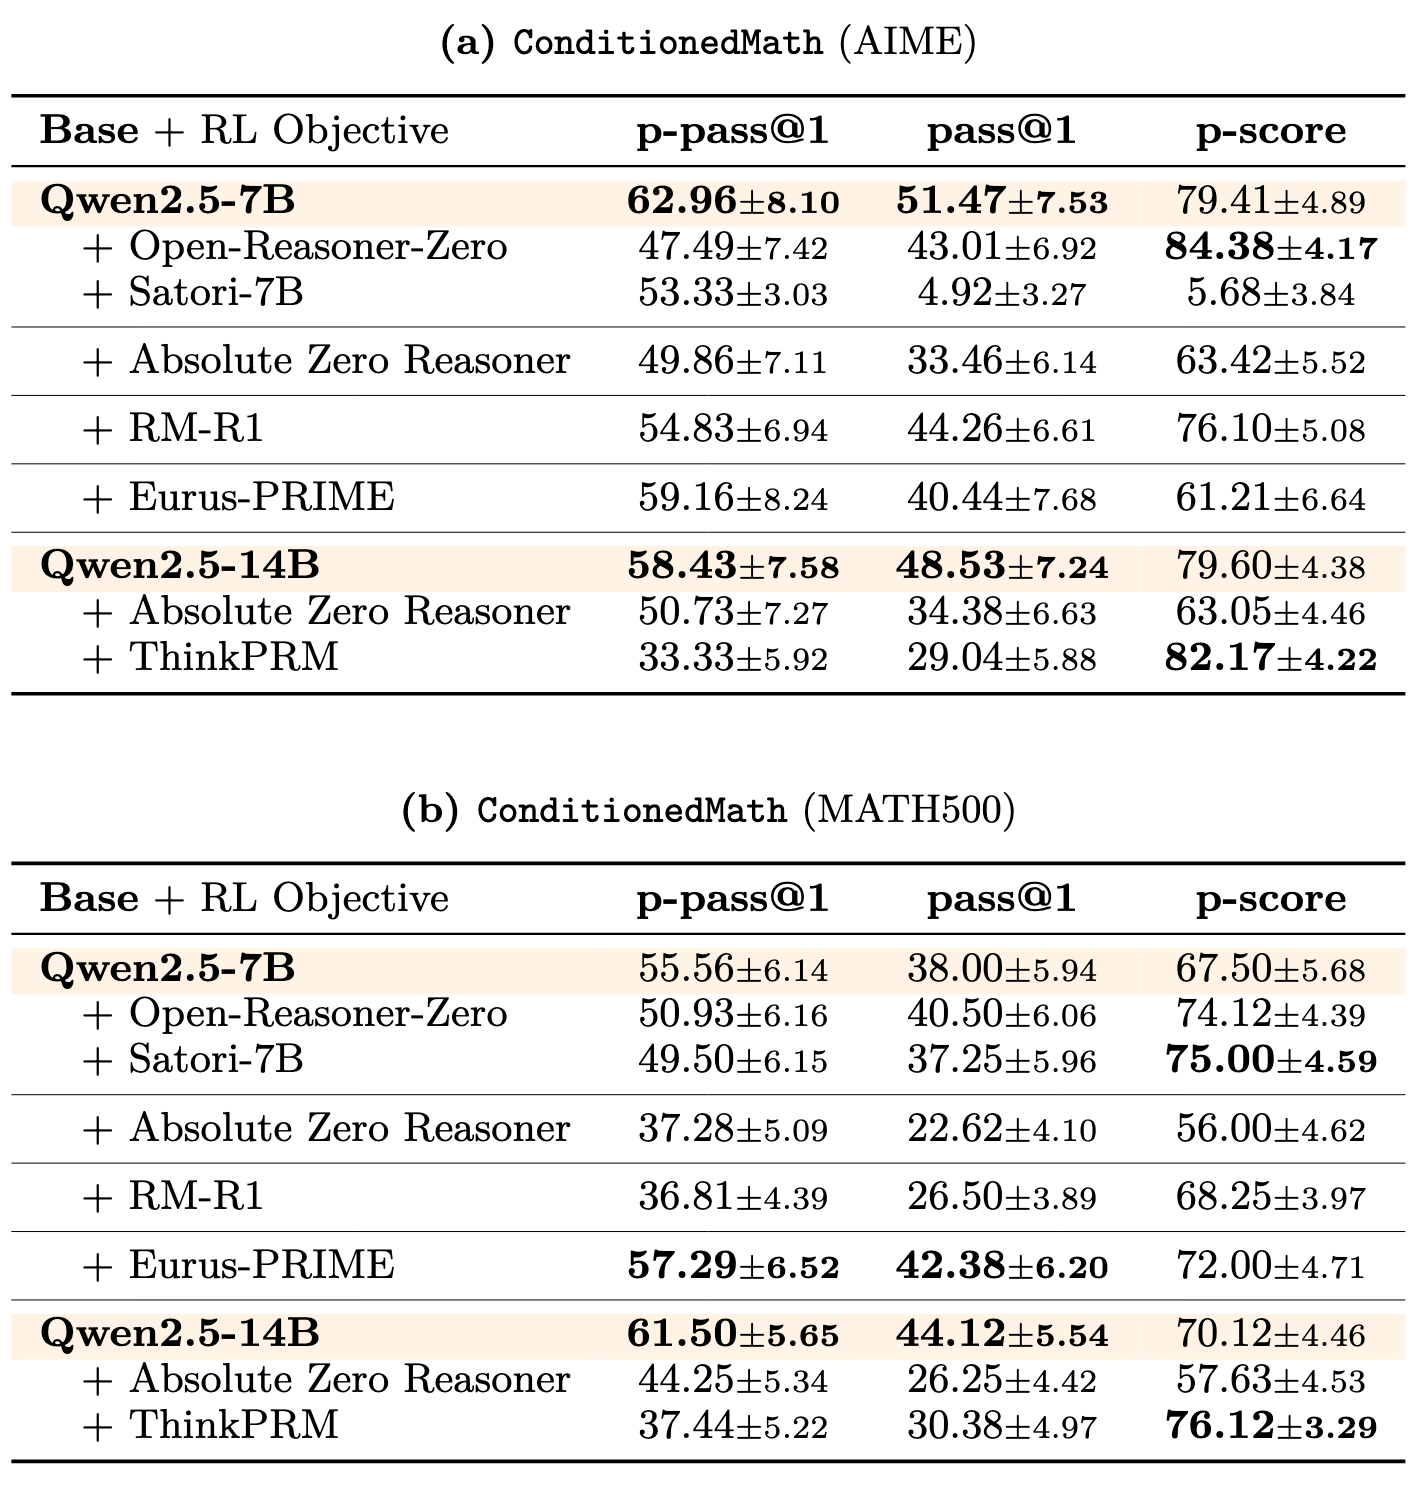 (a) ConditionedMath (AIME)
Base + RL Objective p-pass@1 pass@1 p-score
Qwen2.5-7B 62.96±8.10 51.47±7.53 79.41±4.89
+ Open-Reasoner-Zero 47.49±7.42 43.01±6.92 84.38±4.17
+ Satori-7B 53.33±3.03 4.92±3.27 5.68±3.84
+ Absolute Zero Reasoner 49.86±7.11 33.46±6.14 63.42±5.52
+ RM-R1 54.83±6.94 44.26±6.61 76.10±5.08
+ Eurus-PRIME 59.16±8.24 40.44±7.68 61.21±6.64
Qwen2.5-14B 58.43±7.58 48.53±7.24 79.60±4.38
+ Absolute Zero Reasoner 50.73±7.27 34.38±6.63 63.05±4.46
+ ThinkPRM 33.33±5.92 29.04±5.88 82.17±4.22
(b) ConditionedMath (MATH500)
Base + RL Objective p-pass@1 pass@1 p-score
Qwen2.5-7B 55.56±6.14 38.00±5.94 67.50±5.68
+ Open-Reasoner-Zero 50.93±6.16 40.50±6.06 74.12±4.39
+ Satori-7B 49.50±6.15 37.25±5.96 75.00±4.59
+ Absolute Zero Reasoner 37.28±5.09 22.62±4.10 56.00±4.62
+ RM-R1 36.81±4.39 26.50±3.89 68.25±3.97
+ Eurus-PRIME 57.29±6.52 42.38±6.20 72.00±4.71
Qwen2.5-14B 61.50±5.65 44.12±5.54 70.12±4.46
+ Absolute Zero Reasoner 44.25±5.34 26.25±4.42 57.63±4.53
+ ThinkPRM 37.44±5.22 30.38±4.97 76.12±3.29